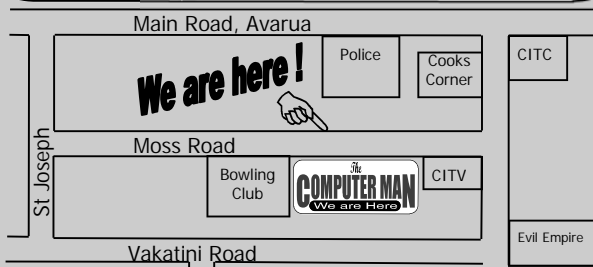 Main Road, Avarua
We are here !
Police
Cooks
Corner
CITC
Moss Road
St Joseph
Bowling
Club
The
COMPUTER MAN
We are Here
CITV
Evil Empire
Vakatini Road